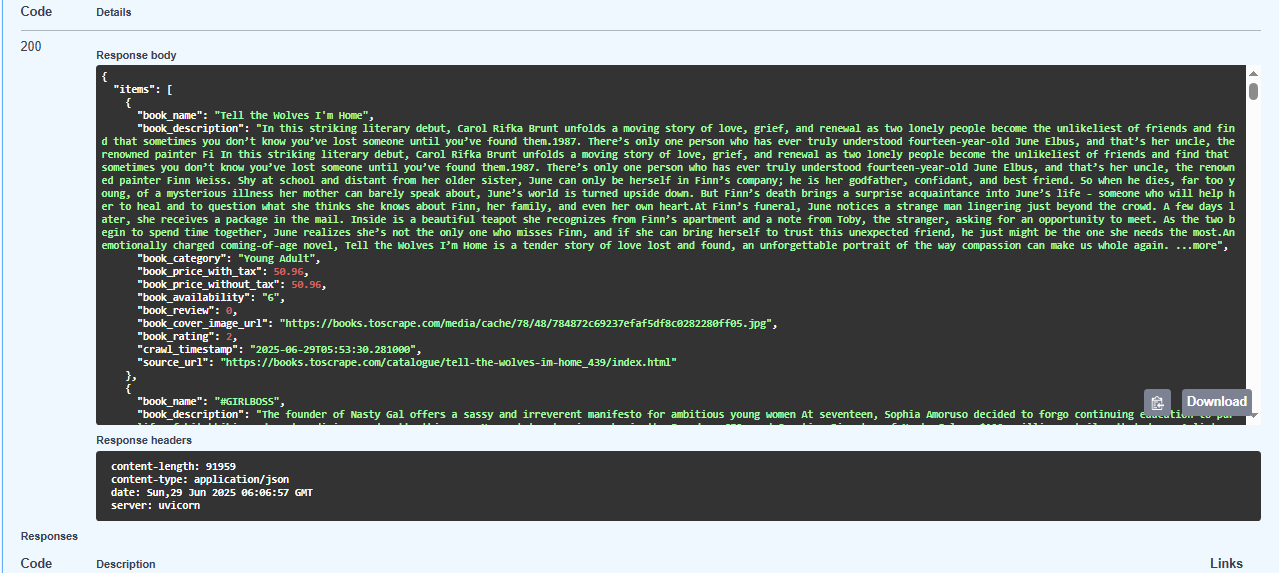 Code Details
200
Response body
{
"items": [
{
"book_name": "Tell the Wolves I'm Home",
"book_description": "In this striking literary debut, Carol Rifka Brunt unfolds a moving story of love, grief, and renewal as two lonely people become the unlikeliest of friends and fin
d that sometimes you don’t know you’ve lost someone until you’ve found them.1987. There’s only one person who has ever truly understood fourteen-year-old June Elbus, and that’s her uncle, the
renowned painter Fi In this striking literary debut, Carol Rifka Brunt unfolds a moving story of love, grief, and renewal as two lonely people become the unlikeliest of friends and find that
sometimes you don’t know you’ve lost someone until you’ve found them.1987. There’s only one person who has ever truly understood fourteen-year-old June Elbus, and that’s her uncle, the renown
ed painter Finn Weiss. Shy at school and distant from her older sister, June can only be herself in Finn’s company; he is her godfather, confidant, and best friend. So when he dies, far too y
oung, of a mysterious illness her mother can barely speak about, June’s world is turned upside down. But Finn’s death brings a surprise acquaintance into June’s life - someone who will help h
er to heal and to question what she thinks she knows about Finn, her family, and even her own heart.At Finn’s funeral, June notices a strange man lingering just beyond the crowd. A few days l
ater, she receives a package in the mail. Inside is a beautiful teapot she recognizes from Finn’s apartment and a note from Toby, the stranger, asking for an opportunity to meet. As the two b
egin to spend time together, June realizes she’s not the only one who misses Finn, and if she can bring herself to trust this unexpected friend, he just might be the one she needs the most.An
emotionally charged coming-of-age novel, Tell the Wolves I’m Home is a tender story of love lost and found, an unforgettable portrait of the way compassion can make us whole again. ...more",
"book_category": "Young Adult",
"book_price_with_tax": 50.96,
"book_price_without_tax": 50.96,
"book_availability": "6",
"book_review": 0,
"book_cover_image_url": "https://books.toscrape.com/media/cache/78/48/784872c69237efaf5df8c0282280ff05.jpg",
"book_rating": 2,
"crawl_timestamp": "2025-06-29T05:53:30.281000",
"source_url": "https://books.toscrape.com/catalogue/tell-the-wolves-im-home_439/index.html"
},
{
"book_name": "#GIRLBOSS",
"book_description": "The founder of Nasty Gal offers a sassy and irreverent manifesto for ambitious young women At seventeen, Sophia Amoruso decided to forgo continuing education to pur
Download
Response headers
content-length: 91959
content-type: application/json
date: Sun,29 Jun 2025 06:06:57 GMT
server: uvicorn
Responses
Code Description Links